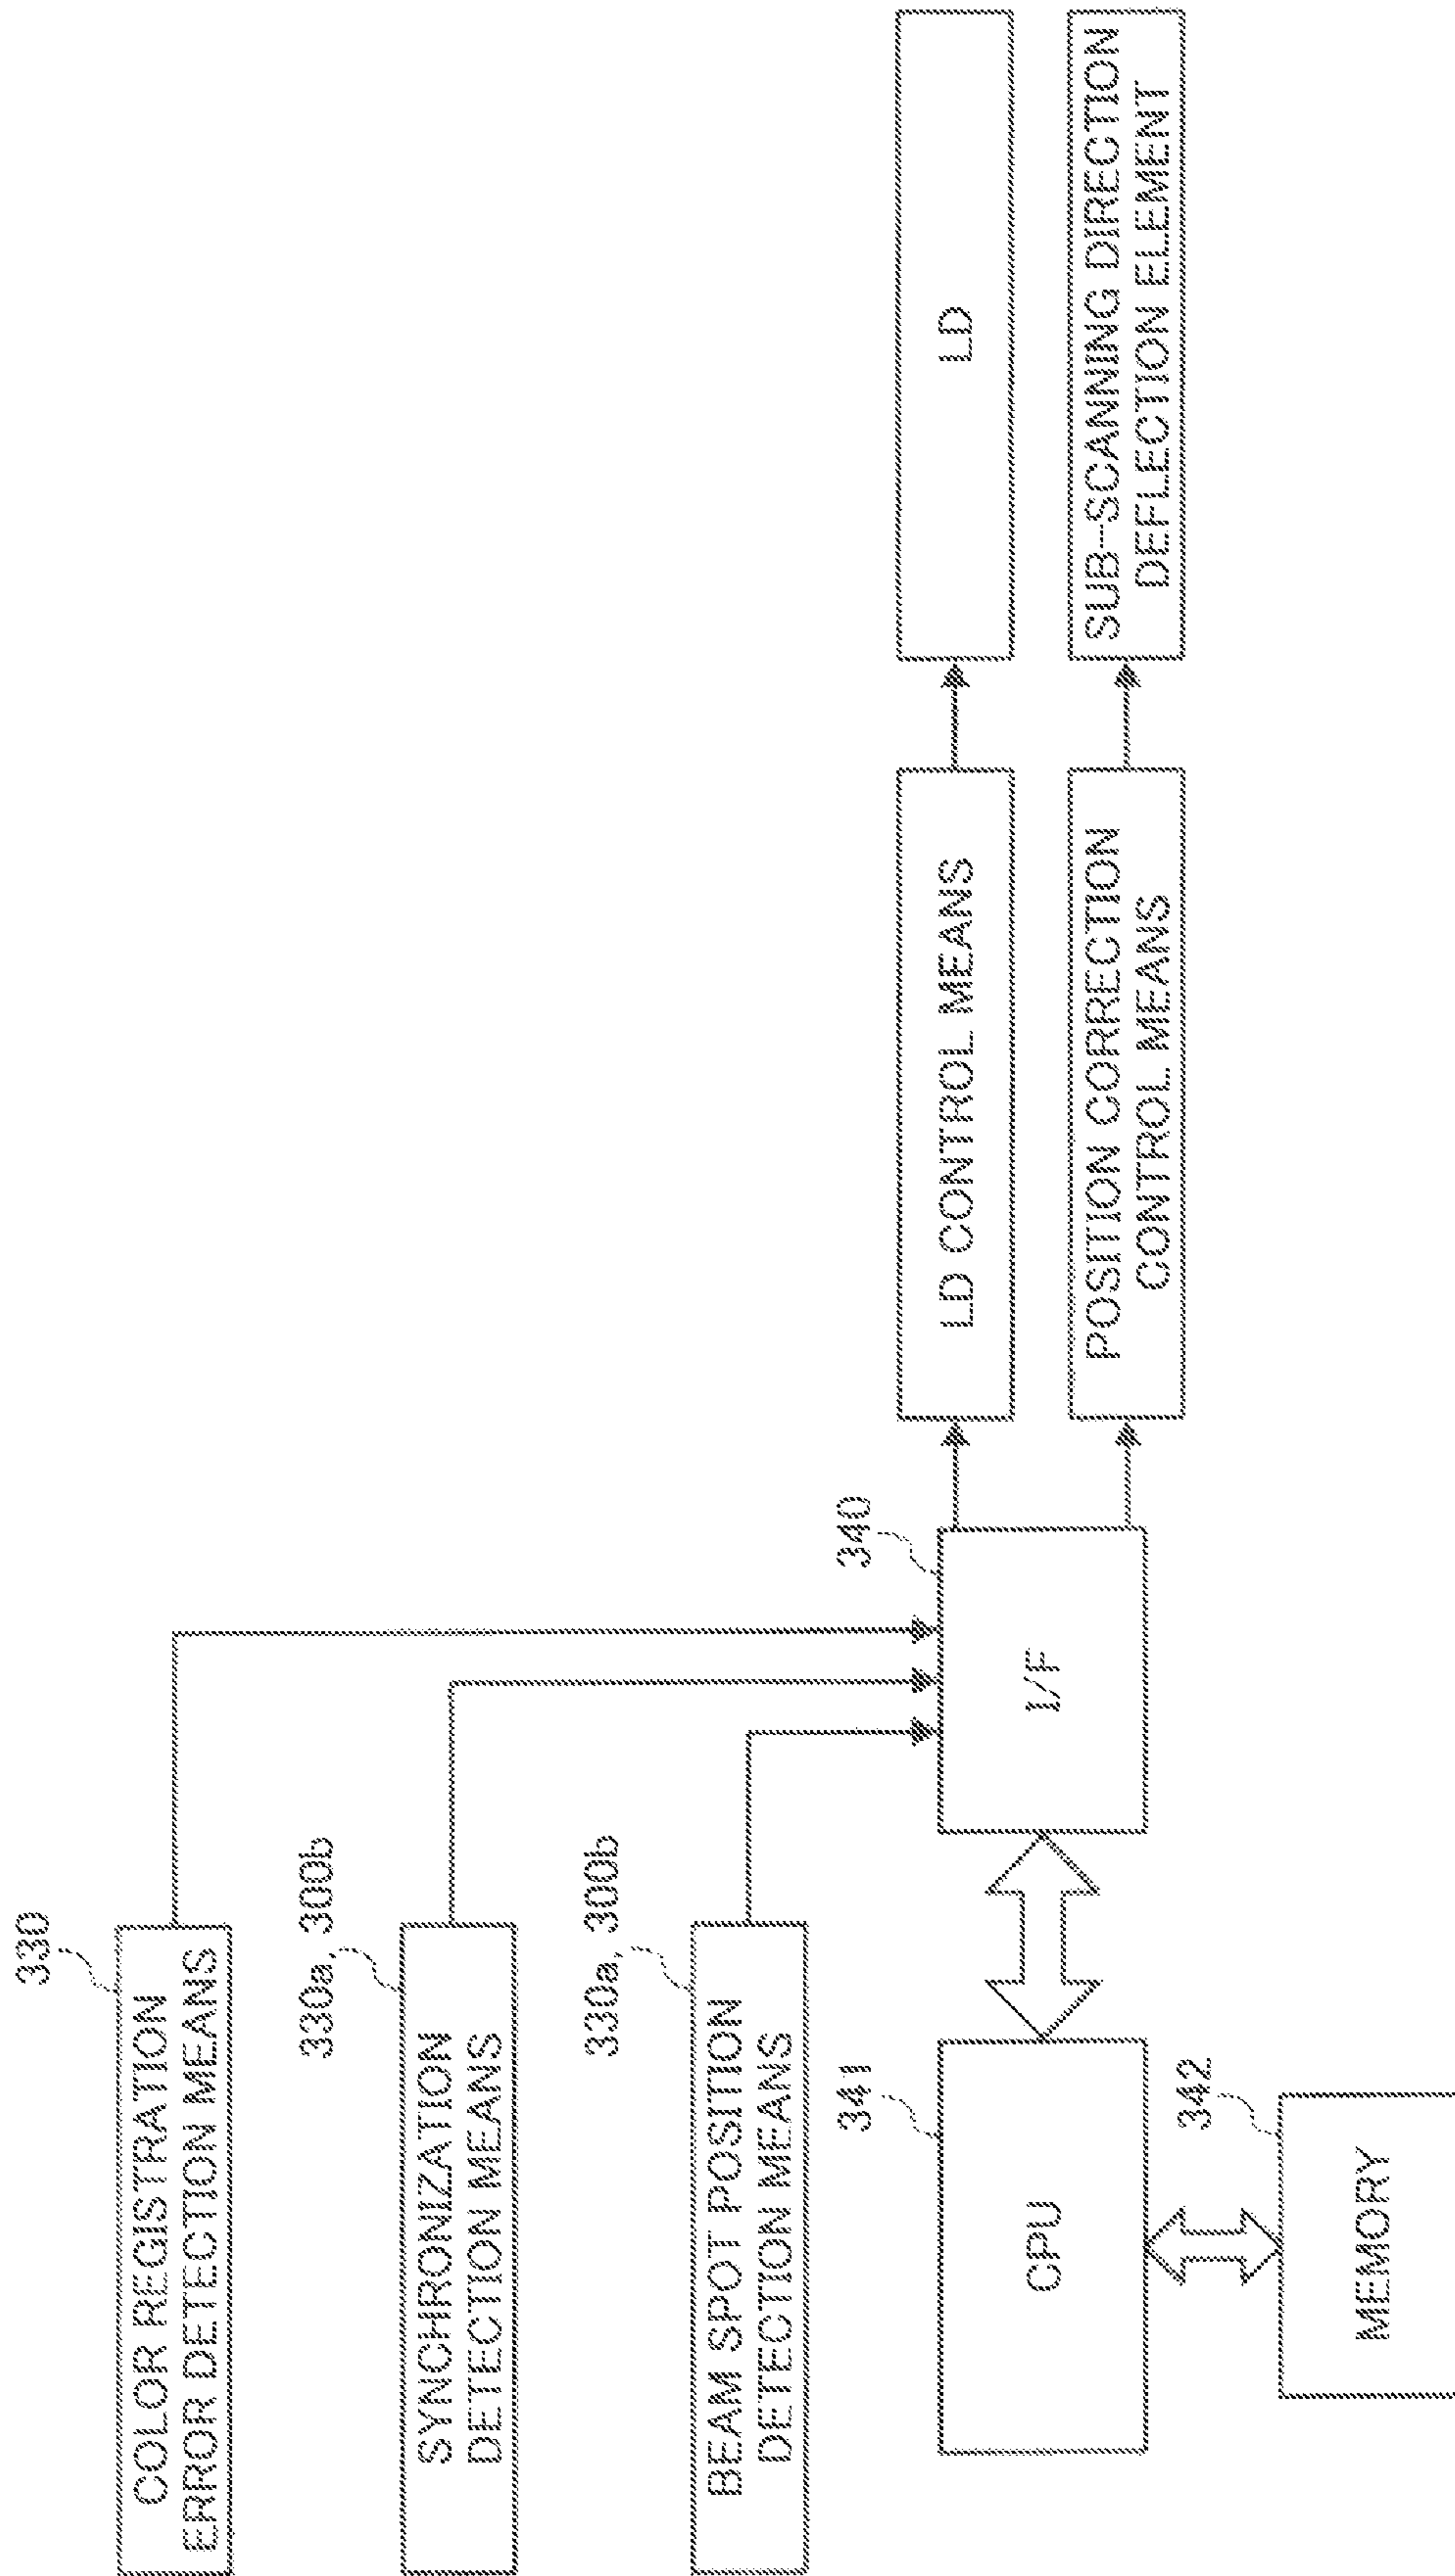 330
COLOR REGISTRATION
ERROR DETECTION MEANS
330a, 300b
SYNCHRONIZATION
DETECTION MEANS
330a, 300b
BEAM SPOT POSITION
DETECTION MEANS
341
CPU
342
MEMORY
340
I/F
LD CONTROL MEANS
LD
POSITION CORRECTION
CONTROL MEANS
SUB-SCANNING DIRECTION
DEFLECTION ELEMENT